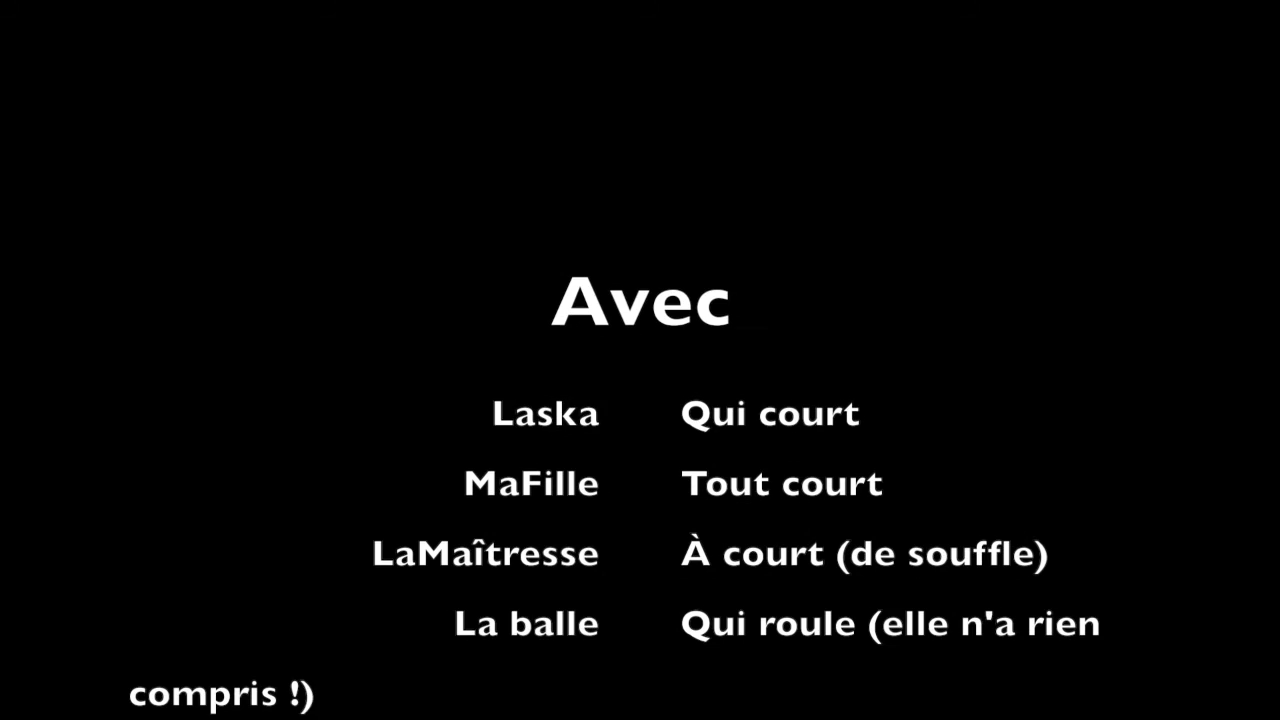 Avec
Laska Qui court
MaFille Tout court
LaMaîtresse À court (de souffle)
La balle Qui roule (elle n'a rien
compris !)